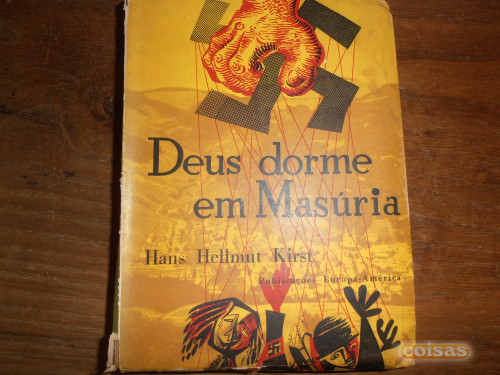 Deus dorme
em Masúria
Hans Hellmut Kirst
Publicações Europa-América
coisas